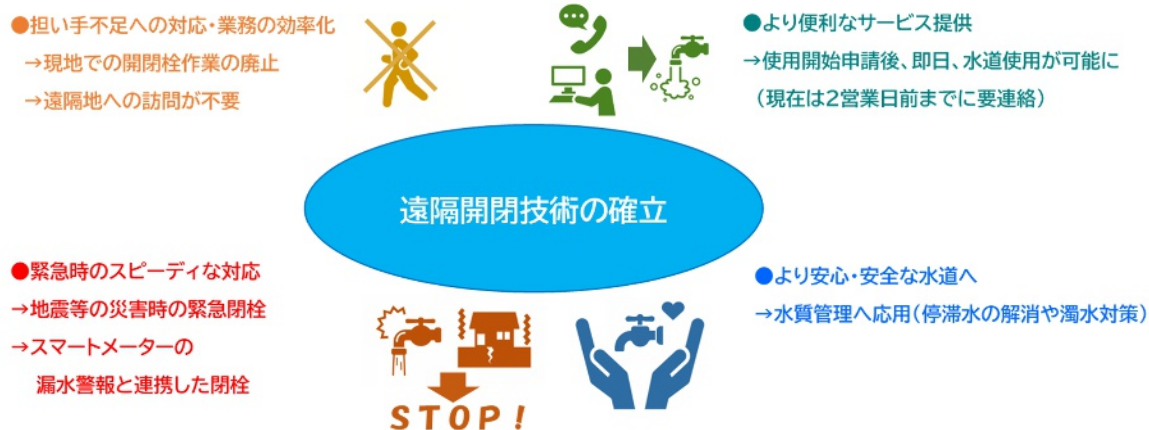 ●担い手不足への対応・業務の効率化
→現地での開閉栓作業の廃止
→遠隔地への訪問が不要
●より便利なサービス提供
→使用開始申請後、即日、水道使用が可能に
（現在は2営業日前までに要連絡）
遠隔開閉技術の確立
●緊急時のスピーディな対応
→地震等の災害時の緊急閉栓
→スマートメーターの
漏水警報と連携した閉栓
STOP!
●より安心・安全な水道へ
→水質管理へ応用（停滞水の解消や濁水対策）